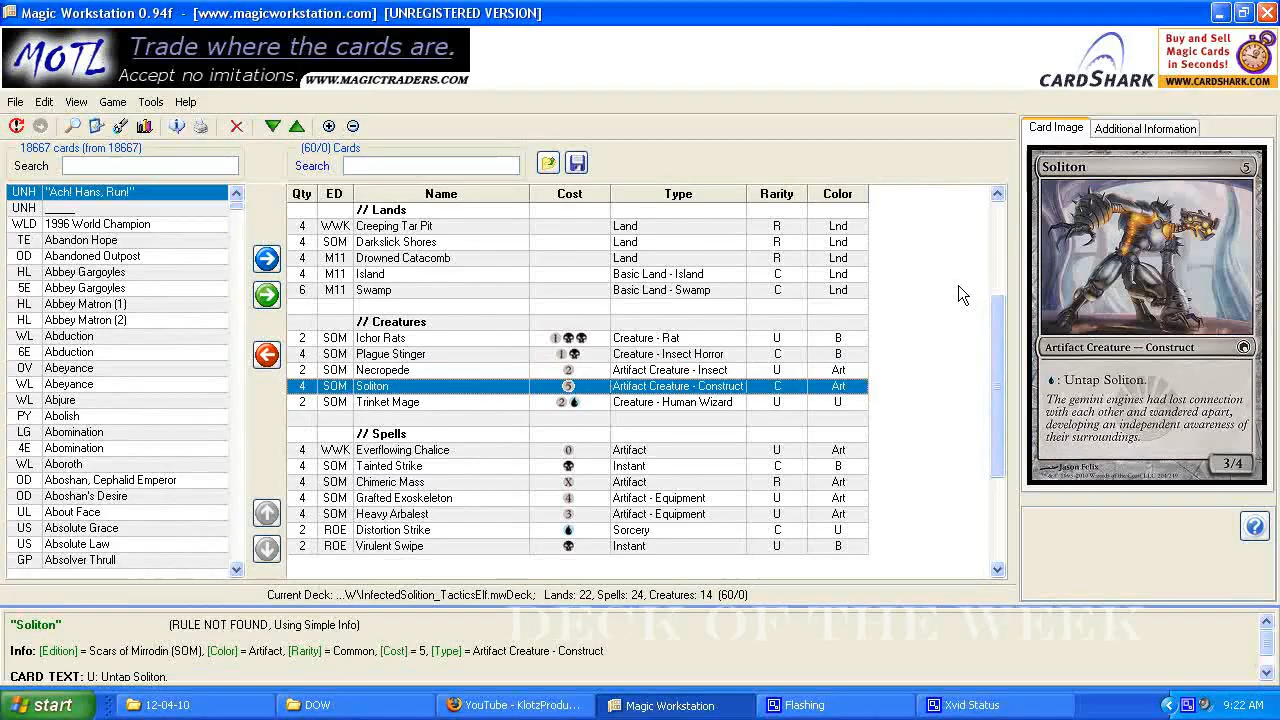 Magic Workstation 0.94f - [www.magicworkstation.com] [UNREGISTERED VERSION]
MOTL Trade where the cards are.
Accept no imitations. WWW.MAGICTRADERS.COM
CARDSHARK
Buy and Sell
Magic Cards
in Seconds!
WWW.CARDSHARK.COM
File Edit View Game Tools Help
18667 cards (from 18667)
Search
(60/0) Cards
Search
UNH "Ach! Hans, Run!"
UNH _____
WLD 1996 World Champion
TE Abandon Hope
OD Abandoned Outpost
HL Abbey Gargoyles
5E Abbey Gargoyles
HL Abbey Matron (1)
HL Abbey Matron (2)
WL Abduction
6E Abduction
OV Abeyance
WL Abeyance
WL Abjure
PY Abolish
LG Abomination
4E Abomination
WL Aboroth
OD Aboshan, Cephalid Emperor
OD Aboshan's Desire
UL About Face
US Absolute Grace
US Absolute Law
GP Absolver Thrull
Qty ED Name Cost Type Rarity Color
// Lands
4 WWK Creeping Tar Pit Land R Lnd
4 SOM Darkslick Shores Land R Lnd
4 M11 Drowned Catacomb Land R Lnd
4 M11 Island Basic Land - Island C Lnd
6 M11 Swamp Basic Land - Swamp C Lnd
// Creatures
2 SOM Ichor Rats 1 Creature - Rat U B
4 SOM Plague Stinger 1 Creature - Insect Horror C B
2 SOM Necropede 2 Artifact Creature - Insect U Art
4 SOM Soliton 5 Artifact Creature - Construct C Art
2 SOM Trinket Mage 2 Creature - Human Wizard U U
// Spells
4 WWK Everflowing Chalice 0 Artifact U Art
4 SOM Tainted Strike Instant C B
4 SOM Chimeric Mass X Artifact R Art
4 SOM Grafted Exoskeleton 4 Artifact - Equipment U Art
4 SOM Heavy Arbalest 3 Artifact - Equipment U Art
2 ROE Distortion Strike Sorcery C U
2 ROE Virulent Swipe Instant U B
Card Image Additional Information
Soliton 5
Artifact Creature — Construct
: Untap Soliton.
The gemini engines had lost connection
with each other and wandered apart,
developing an independent awareness of
their surroundings.
Jason Felix
3/4
Current Deck: ...W\InfectedSolition_TacticsElf.mwDeck; Lands: 22, Spells: 24, Creatures: 14 (60/0)
DECK OF THE WEEK
"Soliton" (RULE NOT FOUND, Using Simple Info)
Info: [Edition] = Scars of Mirrodin (SOM), [Color] = Artifact, [Rarity] = Common, [Cost] = 5, [Type] = Artifact Creature - Construct
CARD TEXT: U: Untap Soliton.
start 12-04-10 DOW YouTube - KlotzProdu... Magic Workstation Flashing Xvid Status 9:22 AM